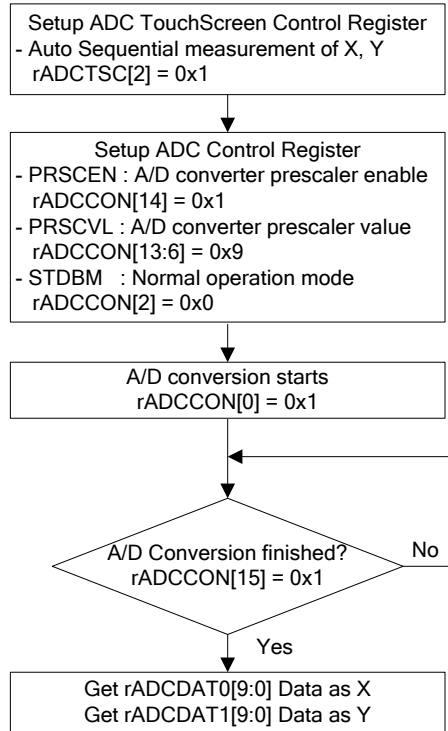 Setup ADC TouchScreen Control Register
- Auto Sequential measurement of X, Y
rADCTSC[2] = 0x1
Setup ADC Control Register
- PRSCEN : A/D converter prescaler enable
rADCCON[14] = 0x1
- PRSCVL : A/D converter prescaler value
rADCCON[13:6] = 0x9
- STDBM : Normal operation mode
rADCCON[2] = 0x0
A/D conversion starts
rADCCON[0] = 0x1
A/D Conversion finished?
rADCCON[15] = 0x1
No
Yes
Get rADCDAT0[9:0] Data as X
Get rADCDAT1[9:0] Data as Y